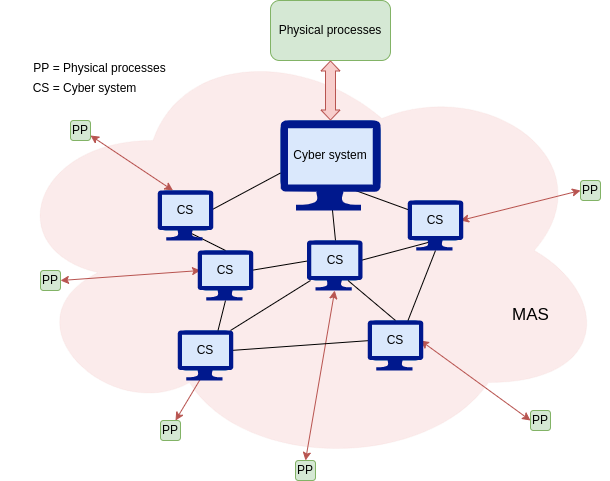 Physical processes
PP = Physical processes
CS = Cyber system
PP
Cyber system
PP
CS
CS
CS
CS
PP
MAS
CS
CS
PP
PP
PP